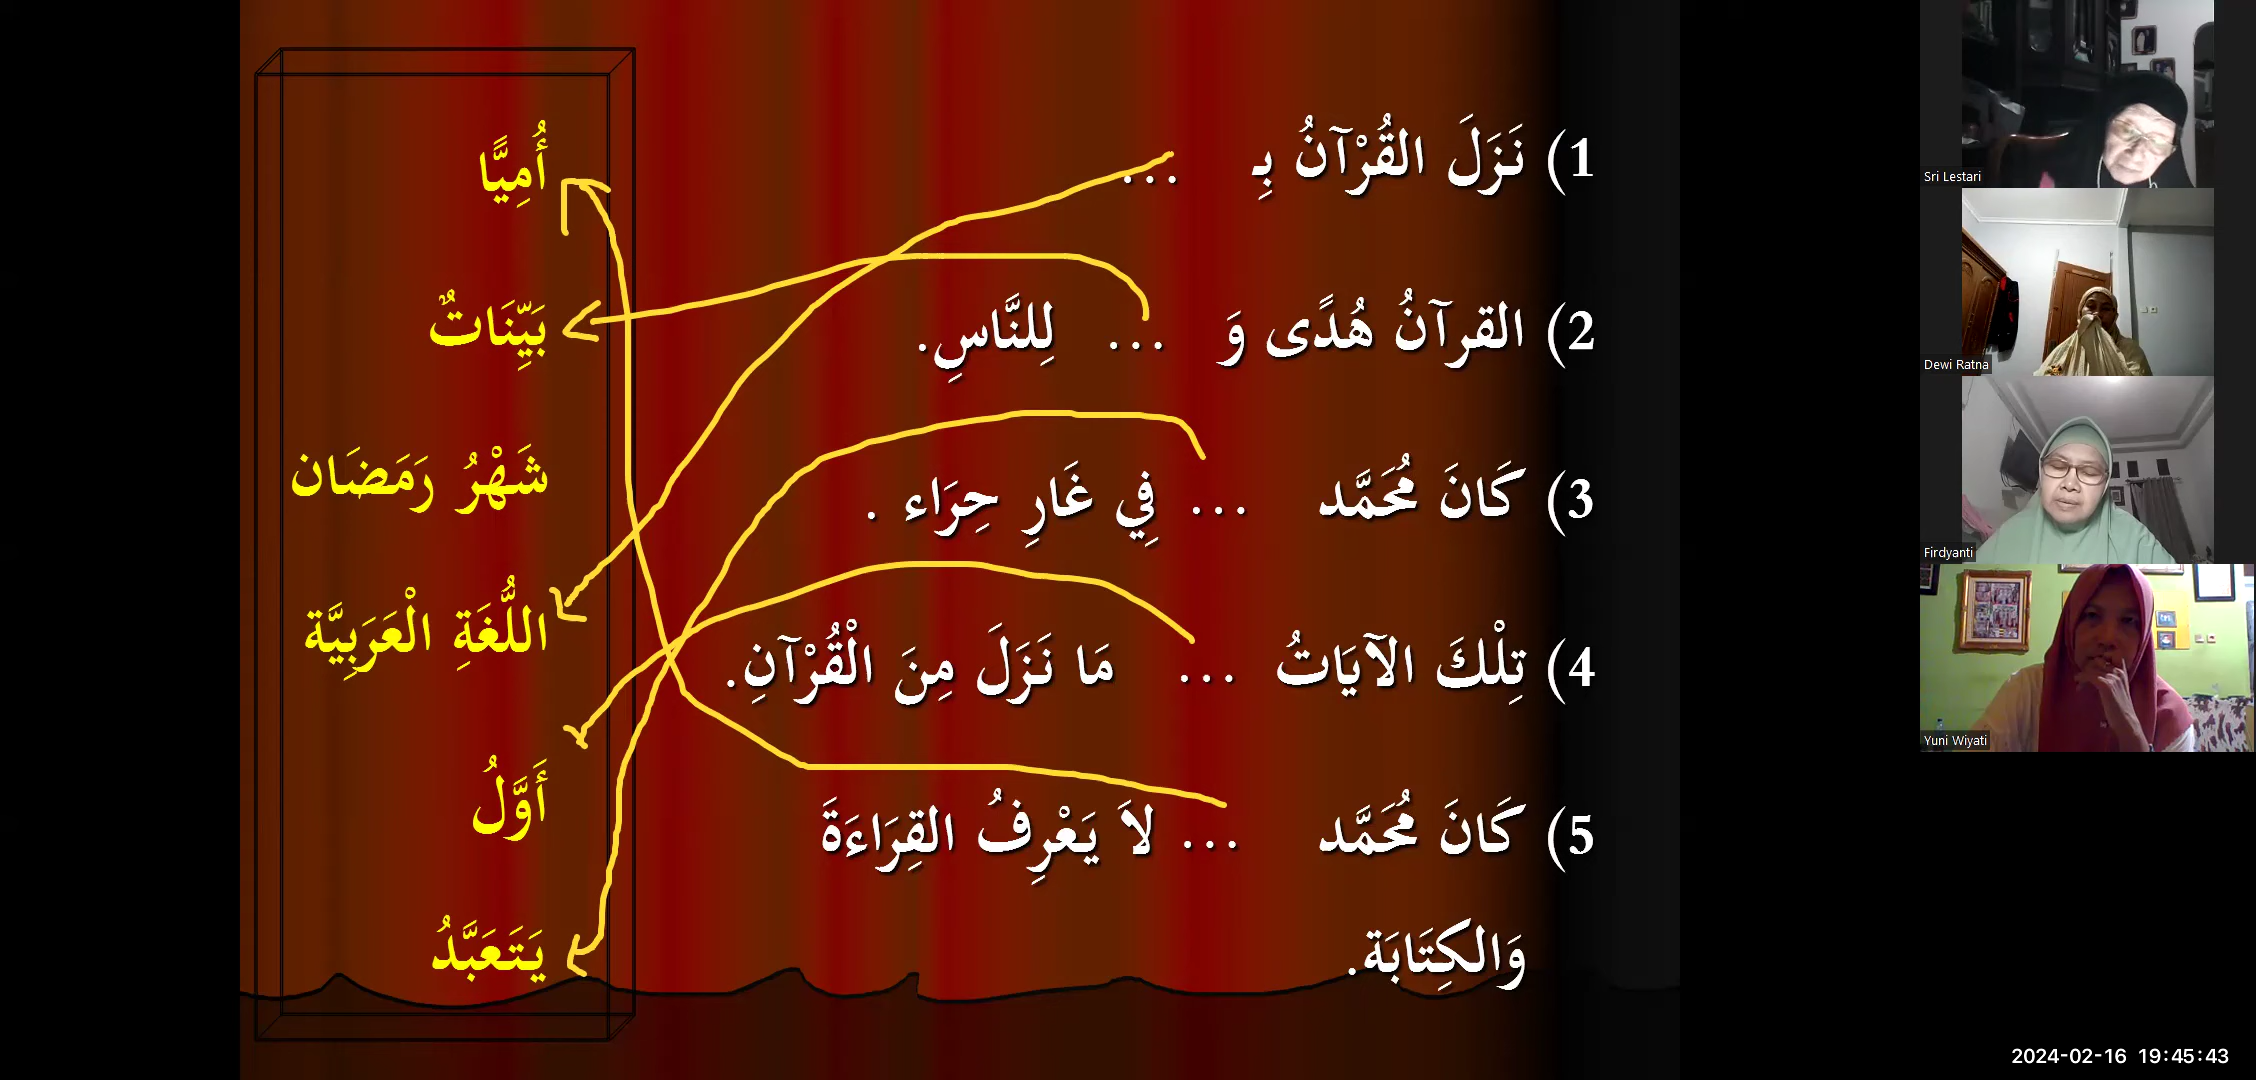 1) نَزَلَ القُرْآنُ بِـ ...
2) القرآنُ هُدًى وَ ... لِلنَّاسِ.
3) كَانَ مُحَمَّد ... فِي غَارِ حِرَاء .
4) تِلْكَ الآيَاتُ ... مَا نَزَلَ مِنَ الْقُرْآنِ.
5) كَانَ مُحَمَّد ... لاَ يَعْرِفُ القِرَاءَةَ
وَالكِتَابَة.
أُمِيًّا
بَيِّنَاتٌ
شَهْرُ رَمَضَان
اللُّغَةِ الْعَرَبِيَّة
أَوَّلُ
يَتَعَبَّدُ
Sri Lestari
Dewi Ratna
Firdyanti
Yuni Wiyati
2024-02-16 19:45:43